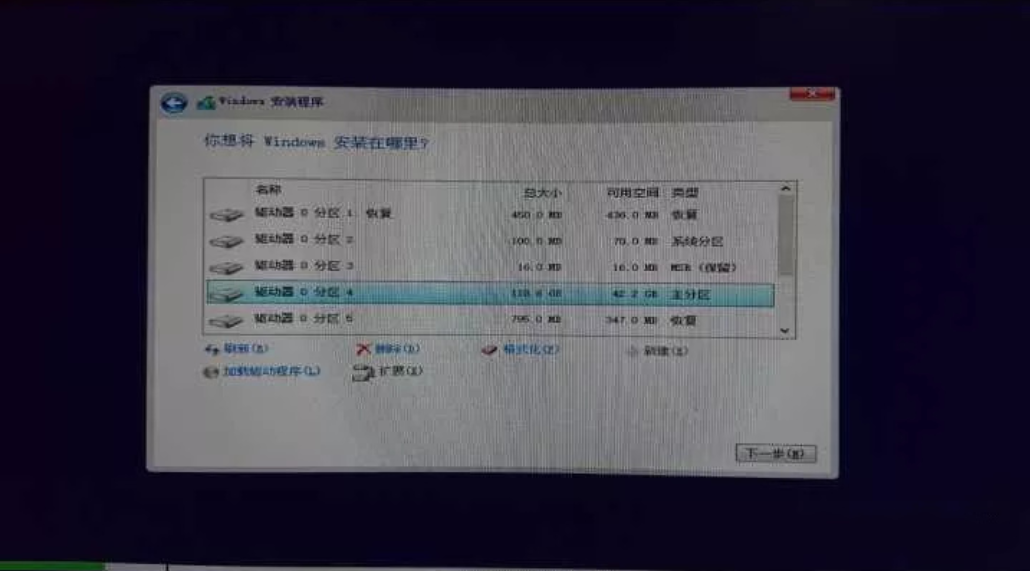 Windows 安装程序
你想将 Windows 安装在哪里?
名称 总大小 可用空间 类型
驱动器 0 分区 1: 恢复 450.0 MB 436.0 MB 恢复
驱动器 0 分区 2 100.0 MB 70.0 MB 系统分区
驱动器 0 分区 3 16.0 MB 16.0 MB MSR (保留)
驱动器 0 分区 4 118.6 GB 42.2 GB 主分区
驱动器 0 分区 5 795.0 MB 347.0 MB 恢复
刷新(R) 删除(D) 格式化(F) 新建(E)
加载驱动程序(L) 扩展(X)
下一步(N)